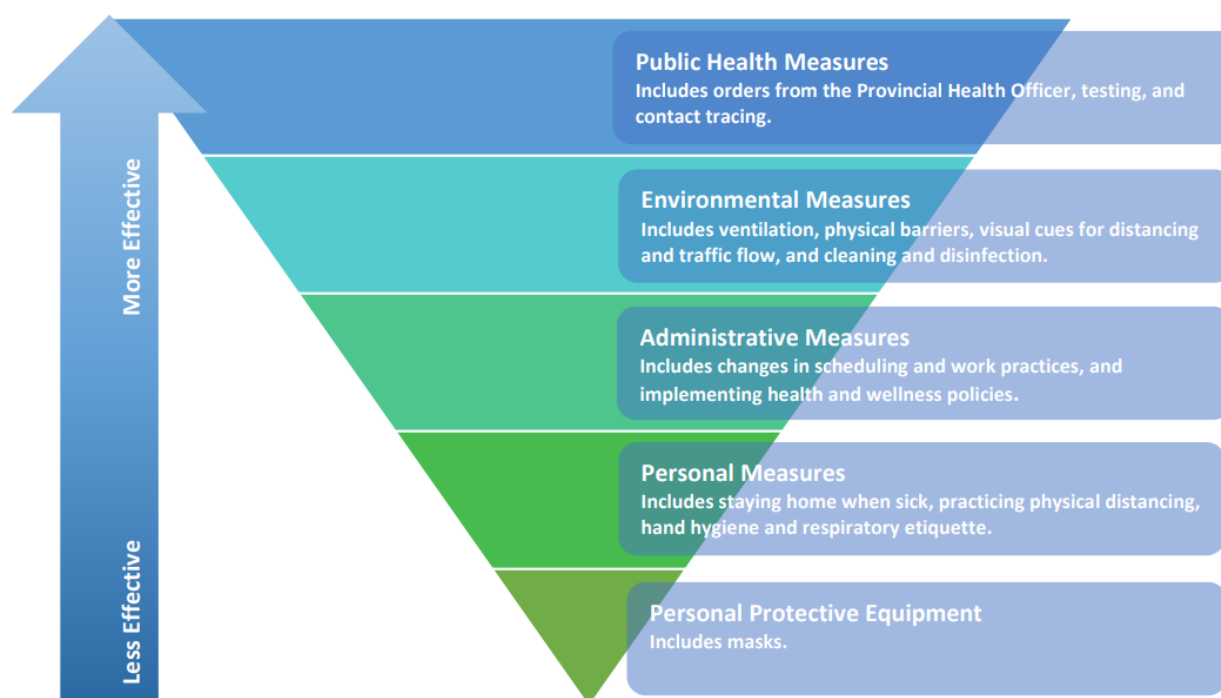 Public Health Measures
Includes orders from the Provincial Health Officer, testing, and
contact tracing.
More Effective
Environmental Measures
Includes ventilation, physical barriers, visual cues for distancing
and traffic flow, and cleaning and disinfection.
Administrative Measures
Includes changes in scheduling and work practices, and
implementing health and wellness policies.
Personal Measures
Includes staying home when sick, practicing physical distancing,
hand hygiene and respiratory etiquette.
Less Effective
Personal Protective Equipment
Includes masks.